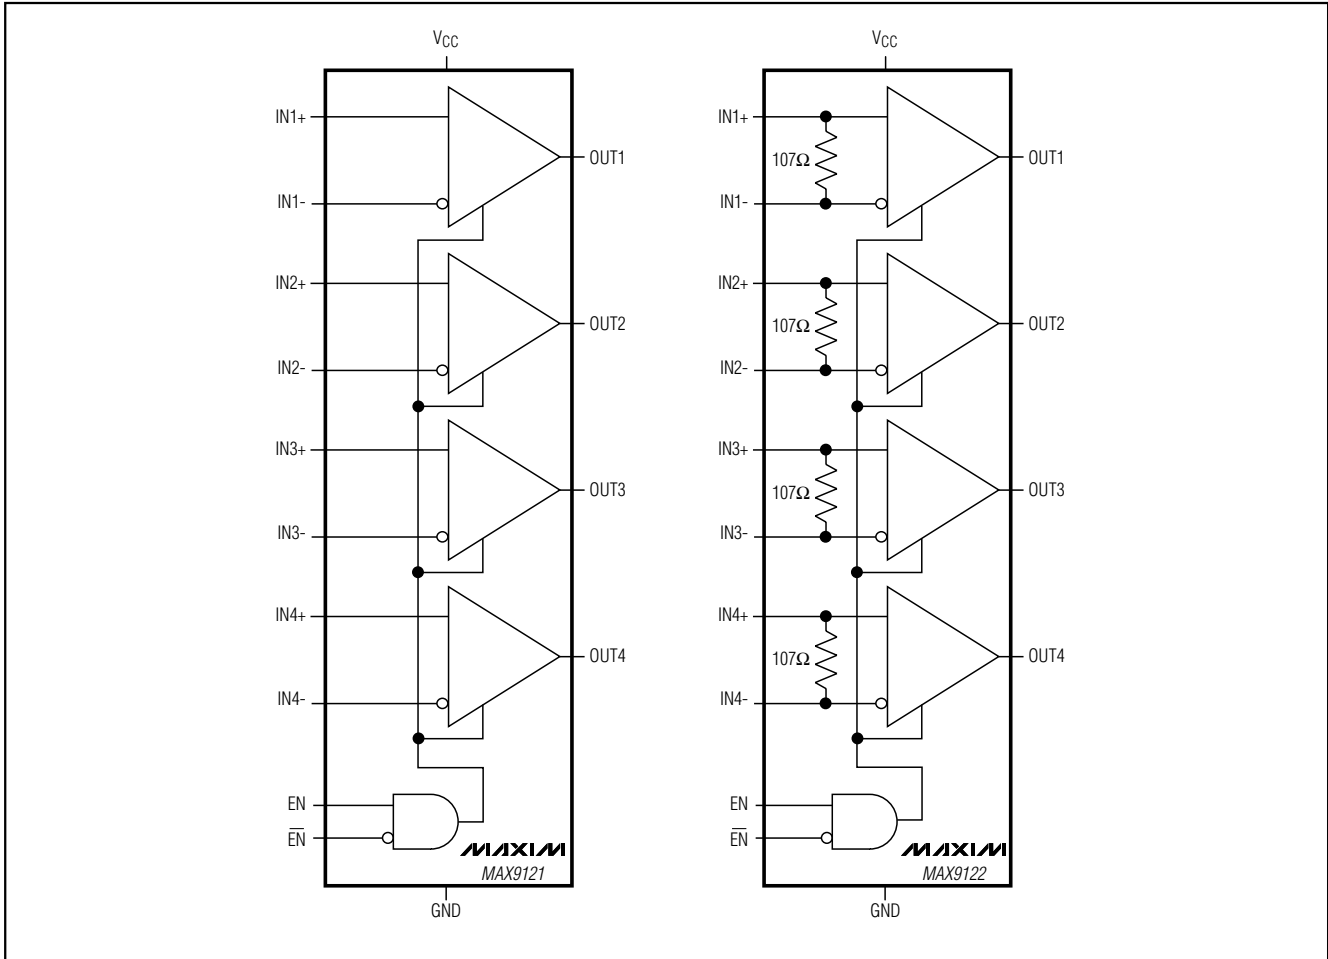 VCC
IN1+
OUT1
IN1-
IN2+
OUT2
IN2-
IN3+
OUT3
IN3-
IN4+
OUT4
IN4-
EN
E̅N̅
MAXIM
MAX9121
GND
VCC
IN1+
107Ω
OUT1
IN1-
IN2+
107Ω
OUT2
IN2-
IN3+
107Ω
OUT3
IN3-
IN4+
107Ω
OUT4
IN4-
EN
E̅N̅
MAXIM
MAX9122
GND